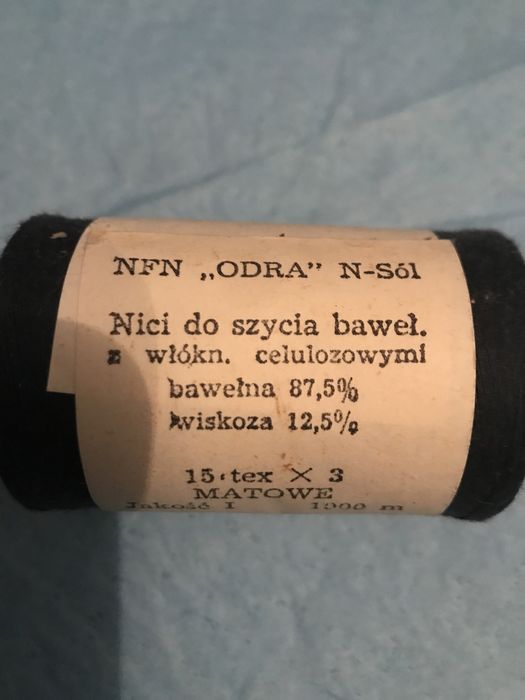 NFN „ODRA” N-Sól
Nici do szycia baweł.
z włókn. celulozowymi
bawełna 87,5%
wiskoza 12,5%
15 tex X 3
MATOWE
Jakość I 1000 m